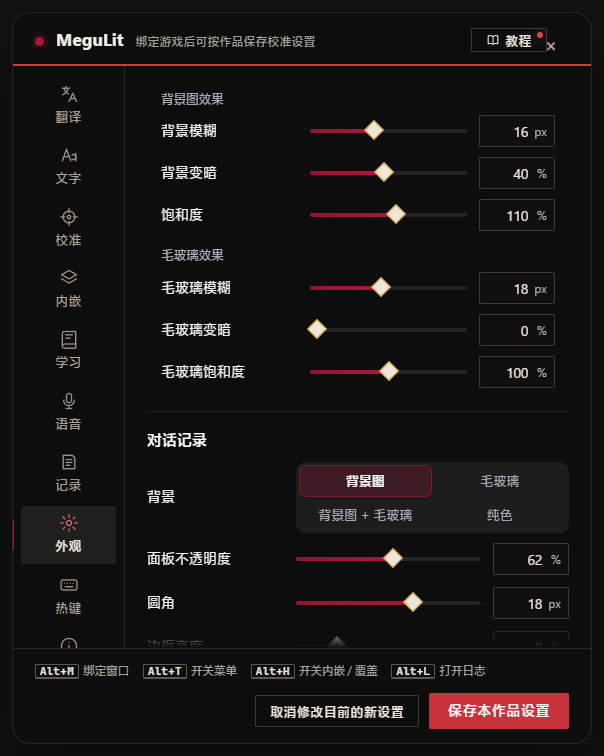 MeguLit 绑定游戏后可按作品保存校准设置 教程
翻译
文字
校准
内嵌
学习
语音
记录
外观
热键
背景图效果
背景模糊 16 px
背景变暗 40 %
饱和度 110 %
毛玻璃效果
毛玻璃模糊 18 px
毛玻璃变暗 0 %
毛玻璃饱和度 100 %
对话记录
背景
背景图 毛玻璃
背景图 + 毛玻璃 纯色
面板不透明度 62 %
圆角 18 px
Alt+M 绑定窗口 Alt+T 开关菜单 Alt+H 开关内嵌 / 覆盖 Alt+L 打开日志
取消修改目前的新设置 保存本作品设置